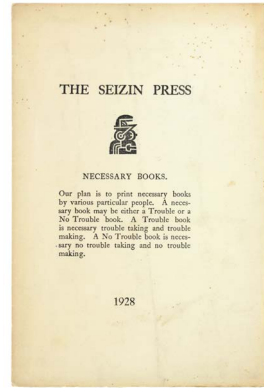 THE SEIZIN PRESS
NECESSARY BOOKS.
Our plan is to print necessary books
by various particular people. A neces-
sary book may be either a Trouble or a
No Trouble book. A Trouble book
is necessary trouble taking and trouble
making. A No Trouble book is neces-
sary no trouble taking and no trouble
making.
1928